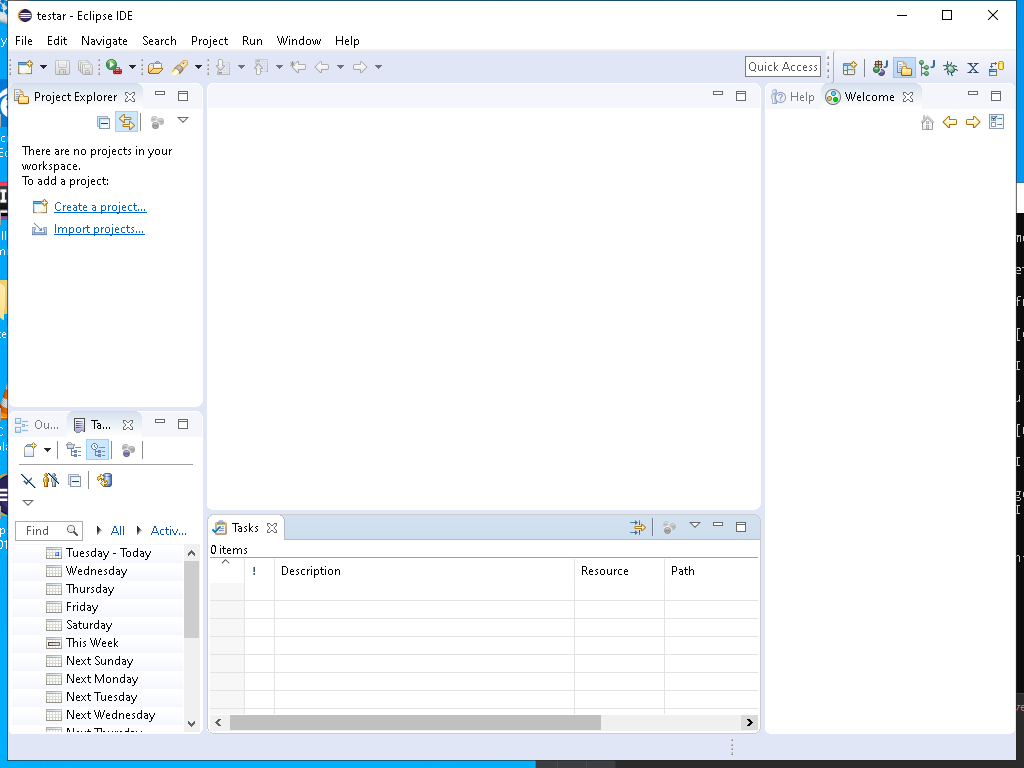 testar - Eclipse IDE
File Edit Navigate Search Project Run Window Help
Quick Access
Project Explorer
There are no projects in your
workspace.
To add a project:
Create a project...
Import projects...
Help Welcome
Ou... Ta...
Find All Activ...
Tuesday - Today
Wednesday
Thursday
Friday
Saturday
This Week
Next Sunday
Next Monday
Next Tuesday
Next Wednesday
Next Thursday
Tasks
0 items
! Description Resource Path